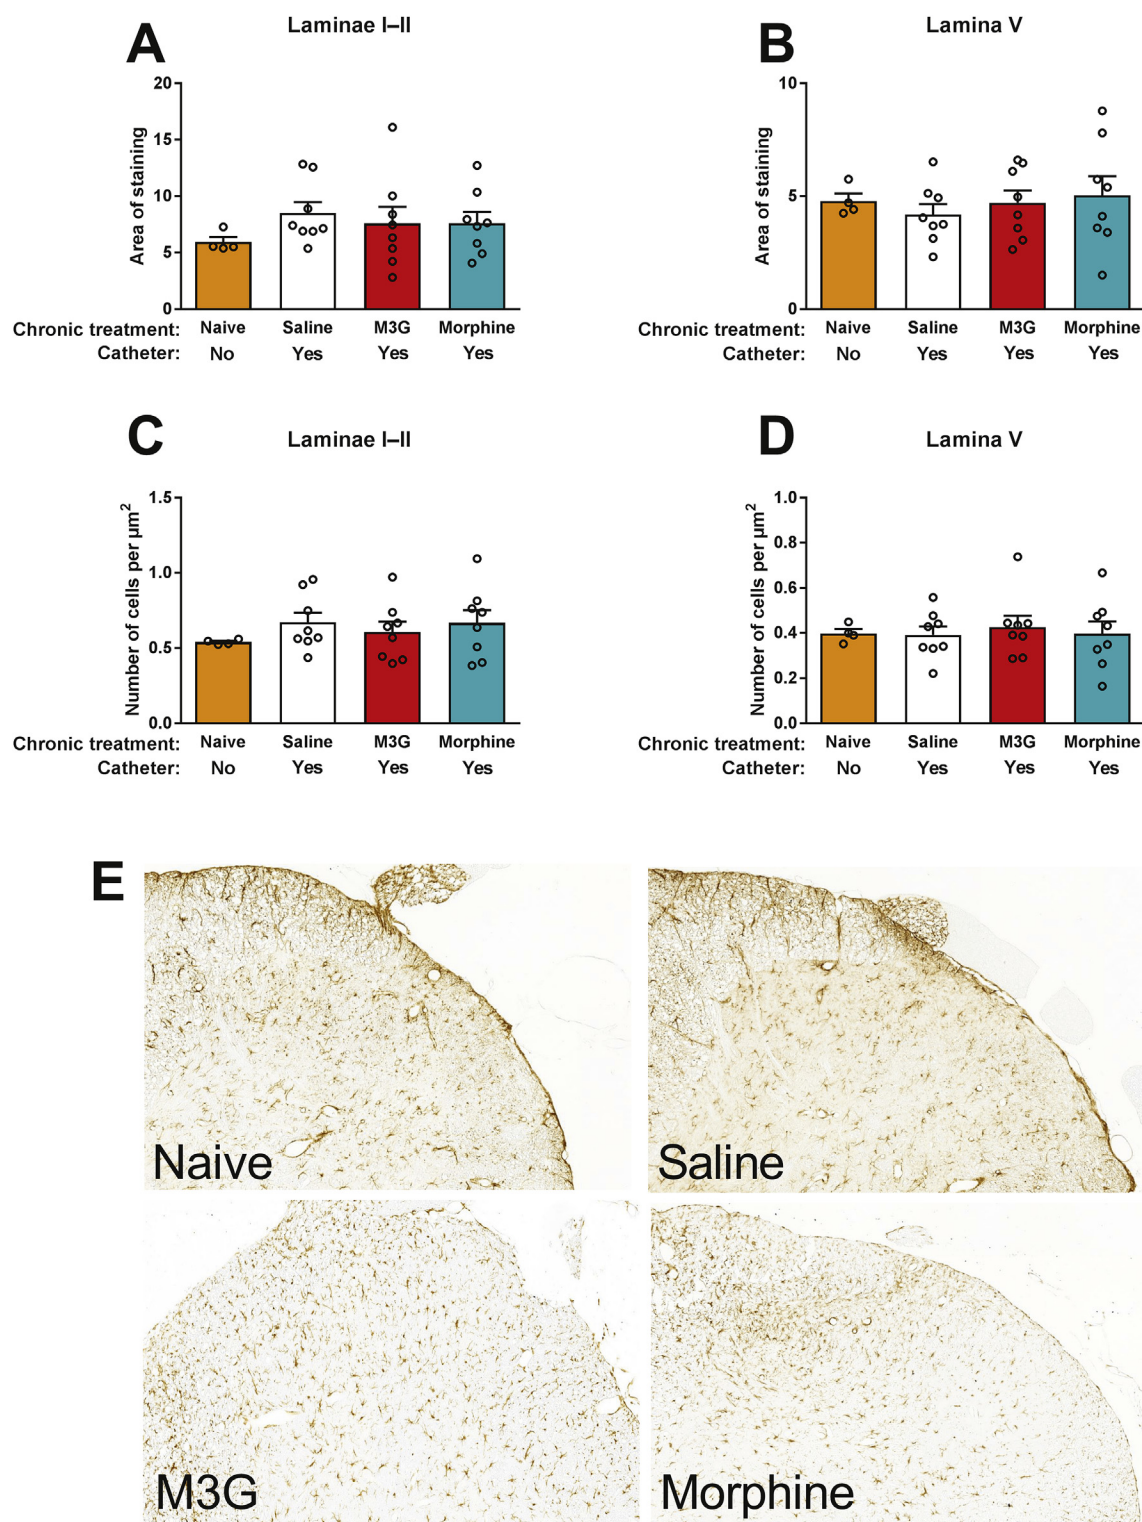 A
Laminae I–II
20
15
10
5
0
Area of staining
Chronic treatment: Naive Saline M3G Morphine
Catheter: No Yes Yes Yes
B
Lamina V
10
5
0
Area of staining
Chronic treatment: Naive Saline M3G Morphine
Catheter: No Yes Yes Yes
C
Laminae I–II
1.5
1.0
0.5
0.0
Number of cells per µm²
Chronic treatment: Naive Saline M3G Morphine
Catheter: No Yes Yes Yes
D
Lamina V
1.0
0.8
0.6
0.4
0.2
0.0
Number of cells per µm²
Chronic treatment: Naive Saline M3G Morphine
Catheter: No Yes Yes Yes
E
Naive
Saline
M3G
Morphine